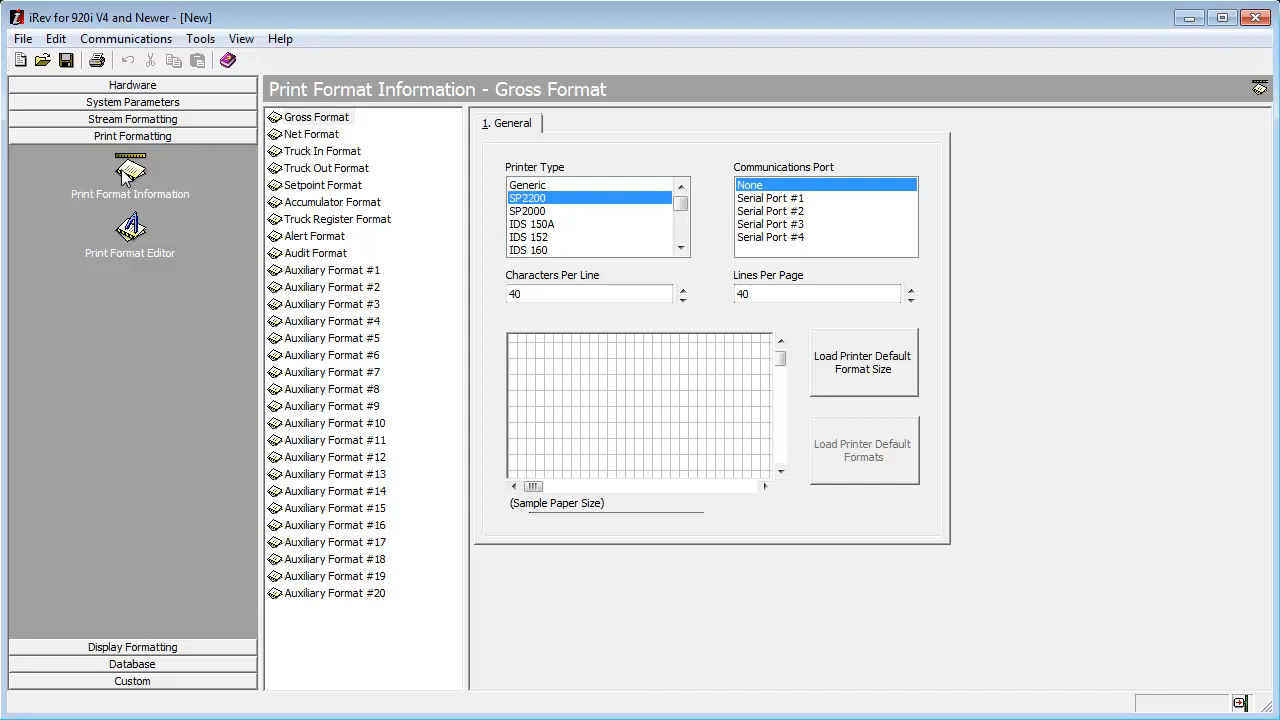 iRev for 920i V4 and Newer - [New]
File Edit Communications Tools View Help
Hardware
System Parameters
Stream Formatting
Print Formatting
Print Format Information
Print Format Editor
Display Formatting
Database
Custom
Print Format Information - Gross Format
Gross Format
Net Format
Truck In Format
Truck Out Format
Setpoint Format
Accumulator Format
Truck Register Format
Alert Format
Audit Format
Auxiliary Format #1
Auxiliary Format #2
Auxiliary Format #3
Auxiliary Format #4
Auxiliary Format #5
Auxiliary Format #6
Auxiliary Format #7
Auxiliary Format #8
Auxiliary Format #9
Auxiliary Format #10
Auxiliary Format #11
Auxiliary Format #12
Auxiliary Format #13
Auxiliary Format #14
Auxiliary Format #15
Auxiliary Format #16
Auxiliary Format #17
Auxiliary Format #18
Auxiliary Format #19
Auxiliary Format #20
1. General
Printer Type
Generic
SP2200
SP2000
IDS 150A
IDS 152
IDS 160
Communications Port
None
Serial Port #1
Serial Port #2
Serial Port #3
Serial Port #4
Characters Per Line
40
Lines Per Page
40
Load Printer Default
Format Size
Load Printer Default
Formats
(Sample Paper Size)